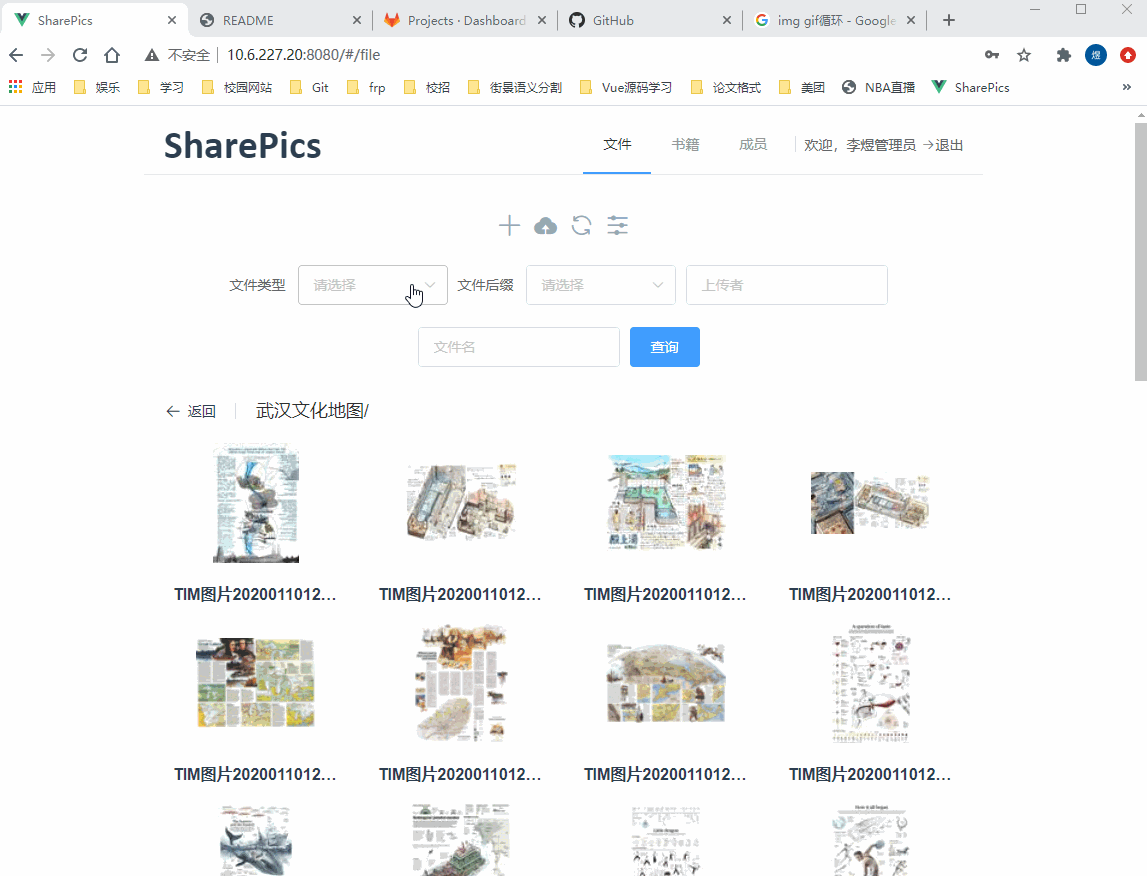 SharePics
README
Projects · Dashboard
GitHub
img gif循环 - Google
不安全
10.6.227.20:8080/#/file
煜
应用
娱乐
学习
校园网站
Git
frp
校招
街景语义分割
Vue源码学习
论文格式
美团
NBA直播
SharePics
SharePics
文件
书籍
成员
欢迎，李煜管理员
退出
文件类型
请选择
文件后缀
请选择
上传者
文件名
查询
返回
武汉文化地图/
TIM图片2020011012...
TIM图片2020011012...
TIM图片2020011012...
TIM图片2020011012...
A question of taste
TIM图片2020011012...
TIM图片2020011012...
TIM图片2020011012...
TIM图片2020011012...
How it all began